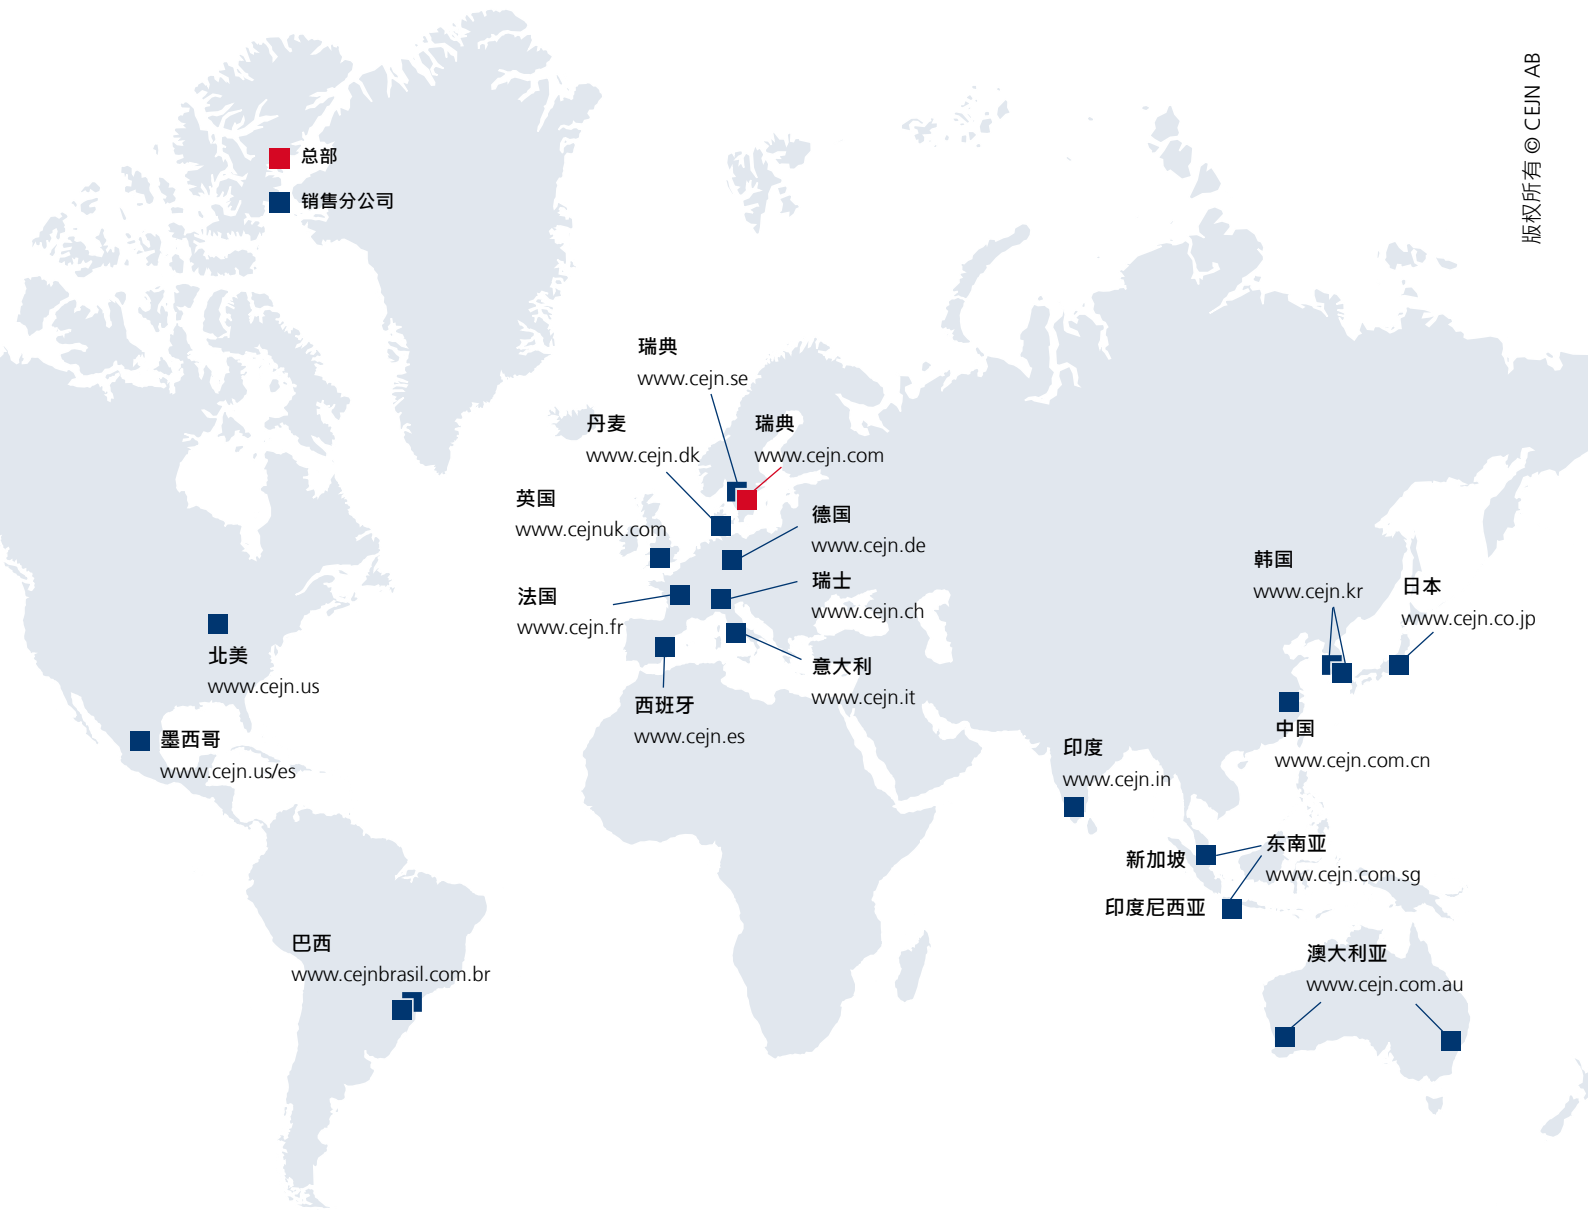 版权所有 © CEJN AB
总部
销售分公司
瑞典
www.cejn.se
丹麦
www.cejn.dk
瑞典
www.cejn.com
英国
www.cejnuk.com
德国
www.cejn.de
法国
www.cejn.fr
瑞士
www.cejn.ch
意大利
www.cejn.it
西班牙
www.cejn.es
北美
www.cejn.us
墨西哥
www.cejn.us/es
巴西
www.cejnbrasil.com.br
韩国
www.cejn.kr
日本
www.cejn.co.jp
中国
www.cejn.com.cn
印度
www.cejn.in
新加坡
东南亚
www.cejn.com.sg
印度尼西亚
澳大利亚
www.cejn.com.au